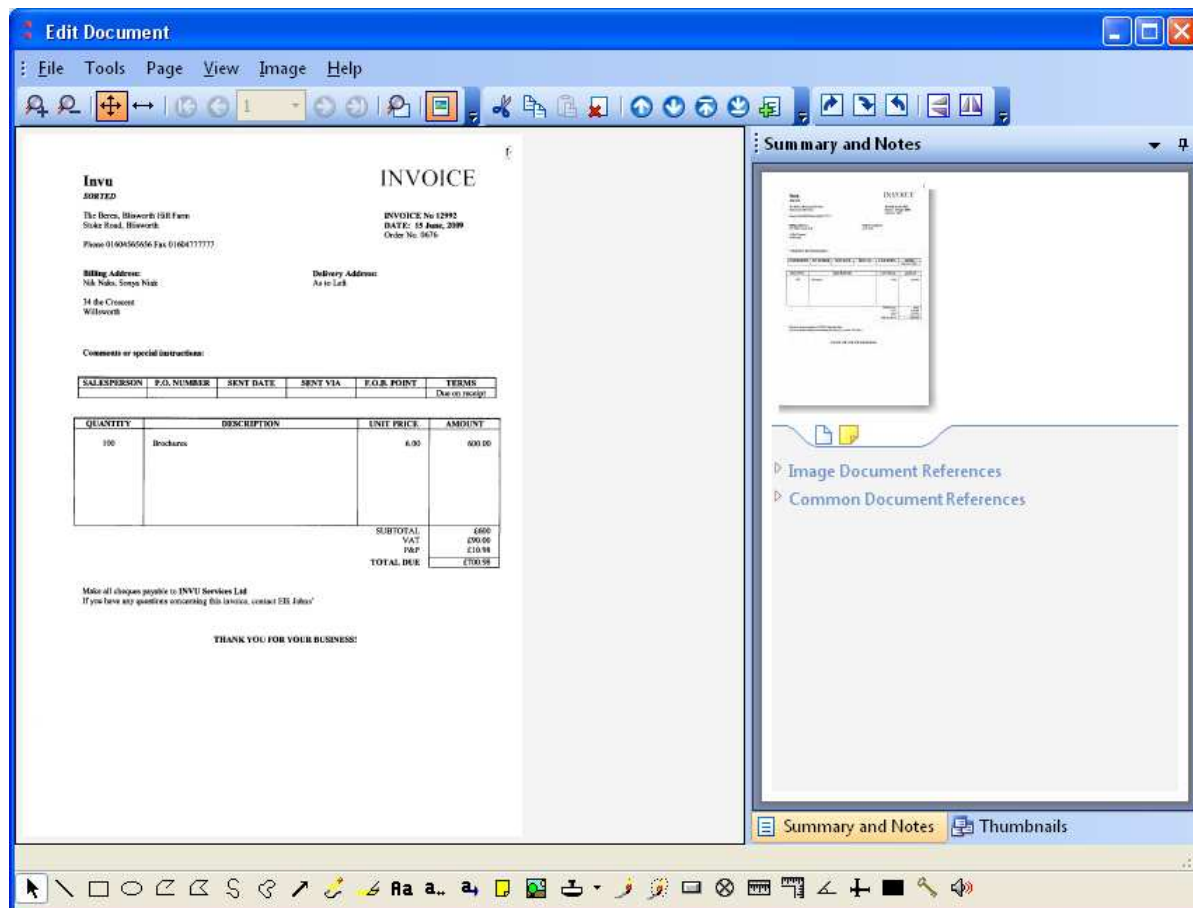 Edit Document
File Tools Page View Image Help
1
Summary and Notes
Invu
SORTED
INVOICE
The Beren, Blisworth Hill Farm
Stoke Road, Blisworth
INVOICE No 12992
DATE: 15 June, 2009
Order No. 0676
Phone 01604565656 Fax 01604777777
Billing Address:
Nik Naks, Sonya Niah
Delivery Address:
As to Left
34 the Crescent
Willsworth
Comments or special instructions:
SALESPERSON P.O. NUMBER SENT DATE SENT VIA F.O.B. POINT TERMS
Due on receipt
QUANTITY DESCRIPTION UNIT PRICE AMOUNT
100 Brochures 6.00 600.00
SUBTOTAL £600
VAT £90.00
P&P £10.98
TOTAL DUE £700.98
Make all cheques payable to INVU Services Ltd
If you have any questions concerning this invoice, contact
THANK YOU FOR YOUR BUSINESS!
INVOICE
Image Document References
Common Document References
Summary and Notes Thumbnails
Aa a.. a